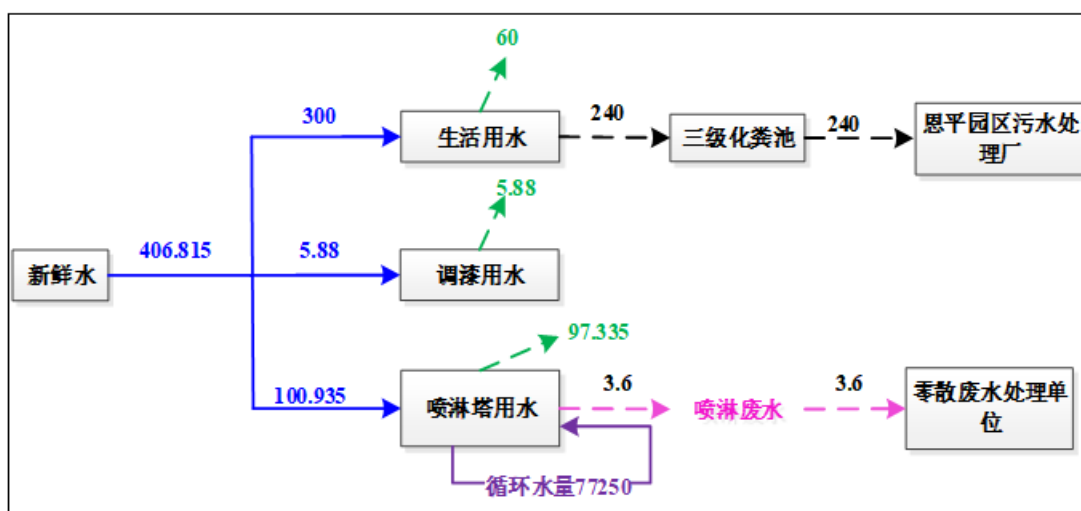 60
300
生活用水
240
三级化粪池
240
恩平园区污水处
理厂
5.88
新鲜水
406.815
5.88
调漆用水
97.335
100.935
喷淋塔用水
3.6
喷淋废水
3.6
零散废水处理单
位
循环水量77250